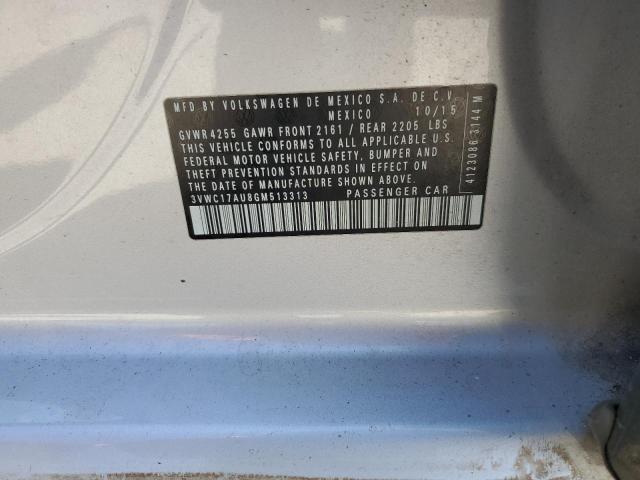 MFD BY VOLKSWAGEN DE MEXICO S.A. DE C.V.
MEXICO 10/15
GVWR 4255 GAWR FRONT 2161 / REAR 2205 LBS
THIS VEHICLE CONFORMS TO ALL APPLICABLE U.S.
FEDERAL MOTOR VEHICLE SAFETY, BUMPER AND
THEFT PREVENTION STANDARDS IN EFFECT ON
THE DATE OF MANUFACTURE SHOWN ABOVE.
3VWC17AU8GM513313 PASSENGER CAR
4123086 3144 M